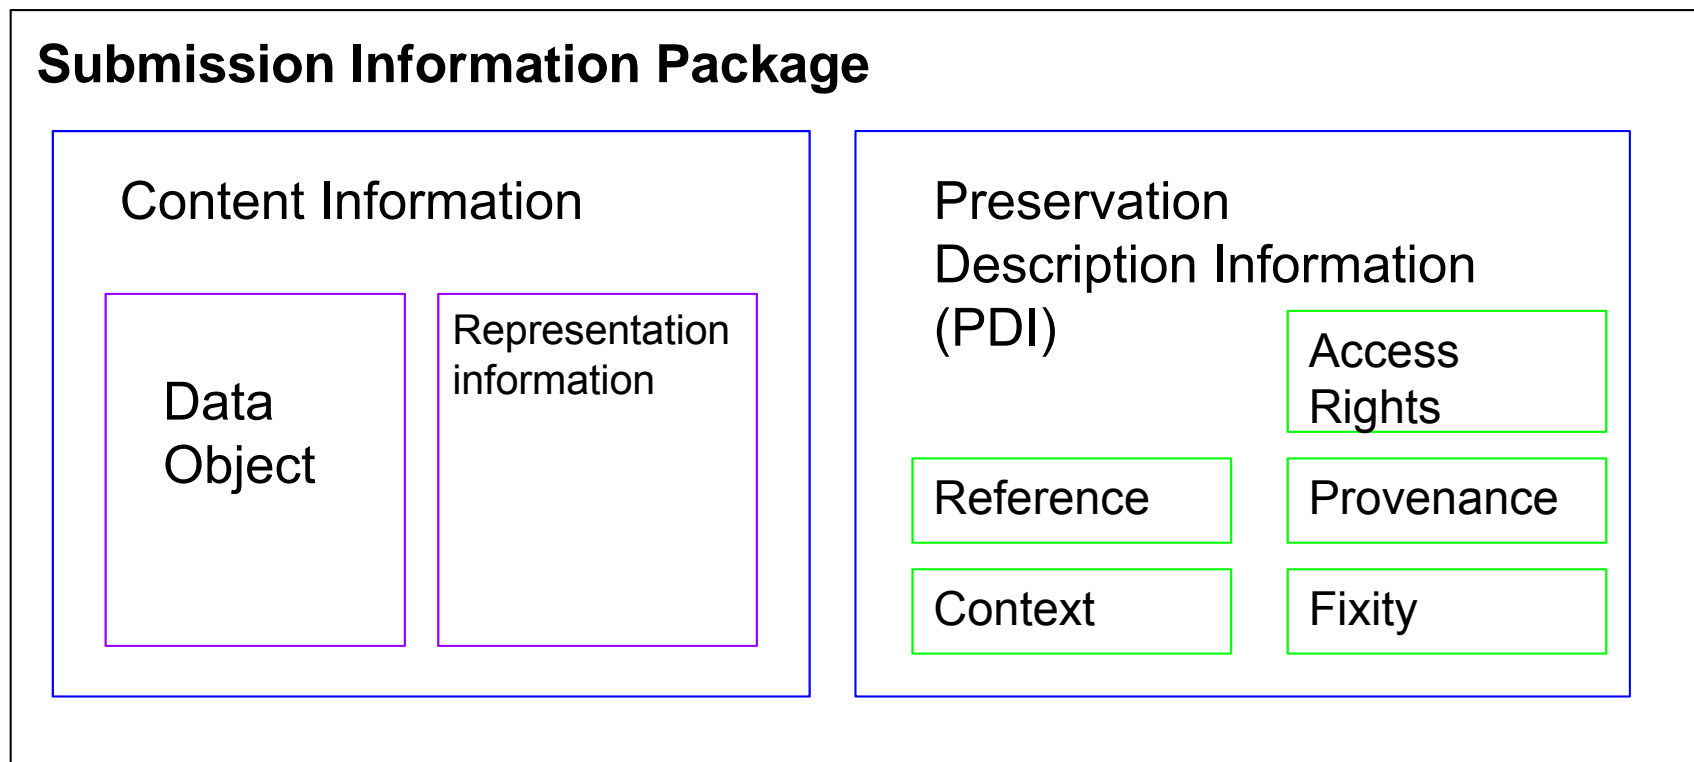 Submission Information Package
Content Information
Data
Object
Representation
information
Preservation
Description Information
(PDI)
Access
Rights
Reference
Provenance
Context
Fixity